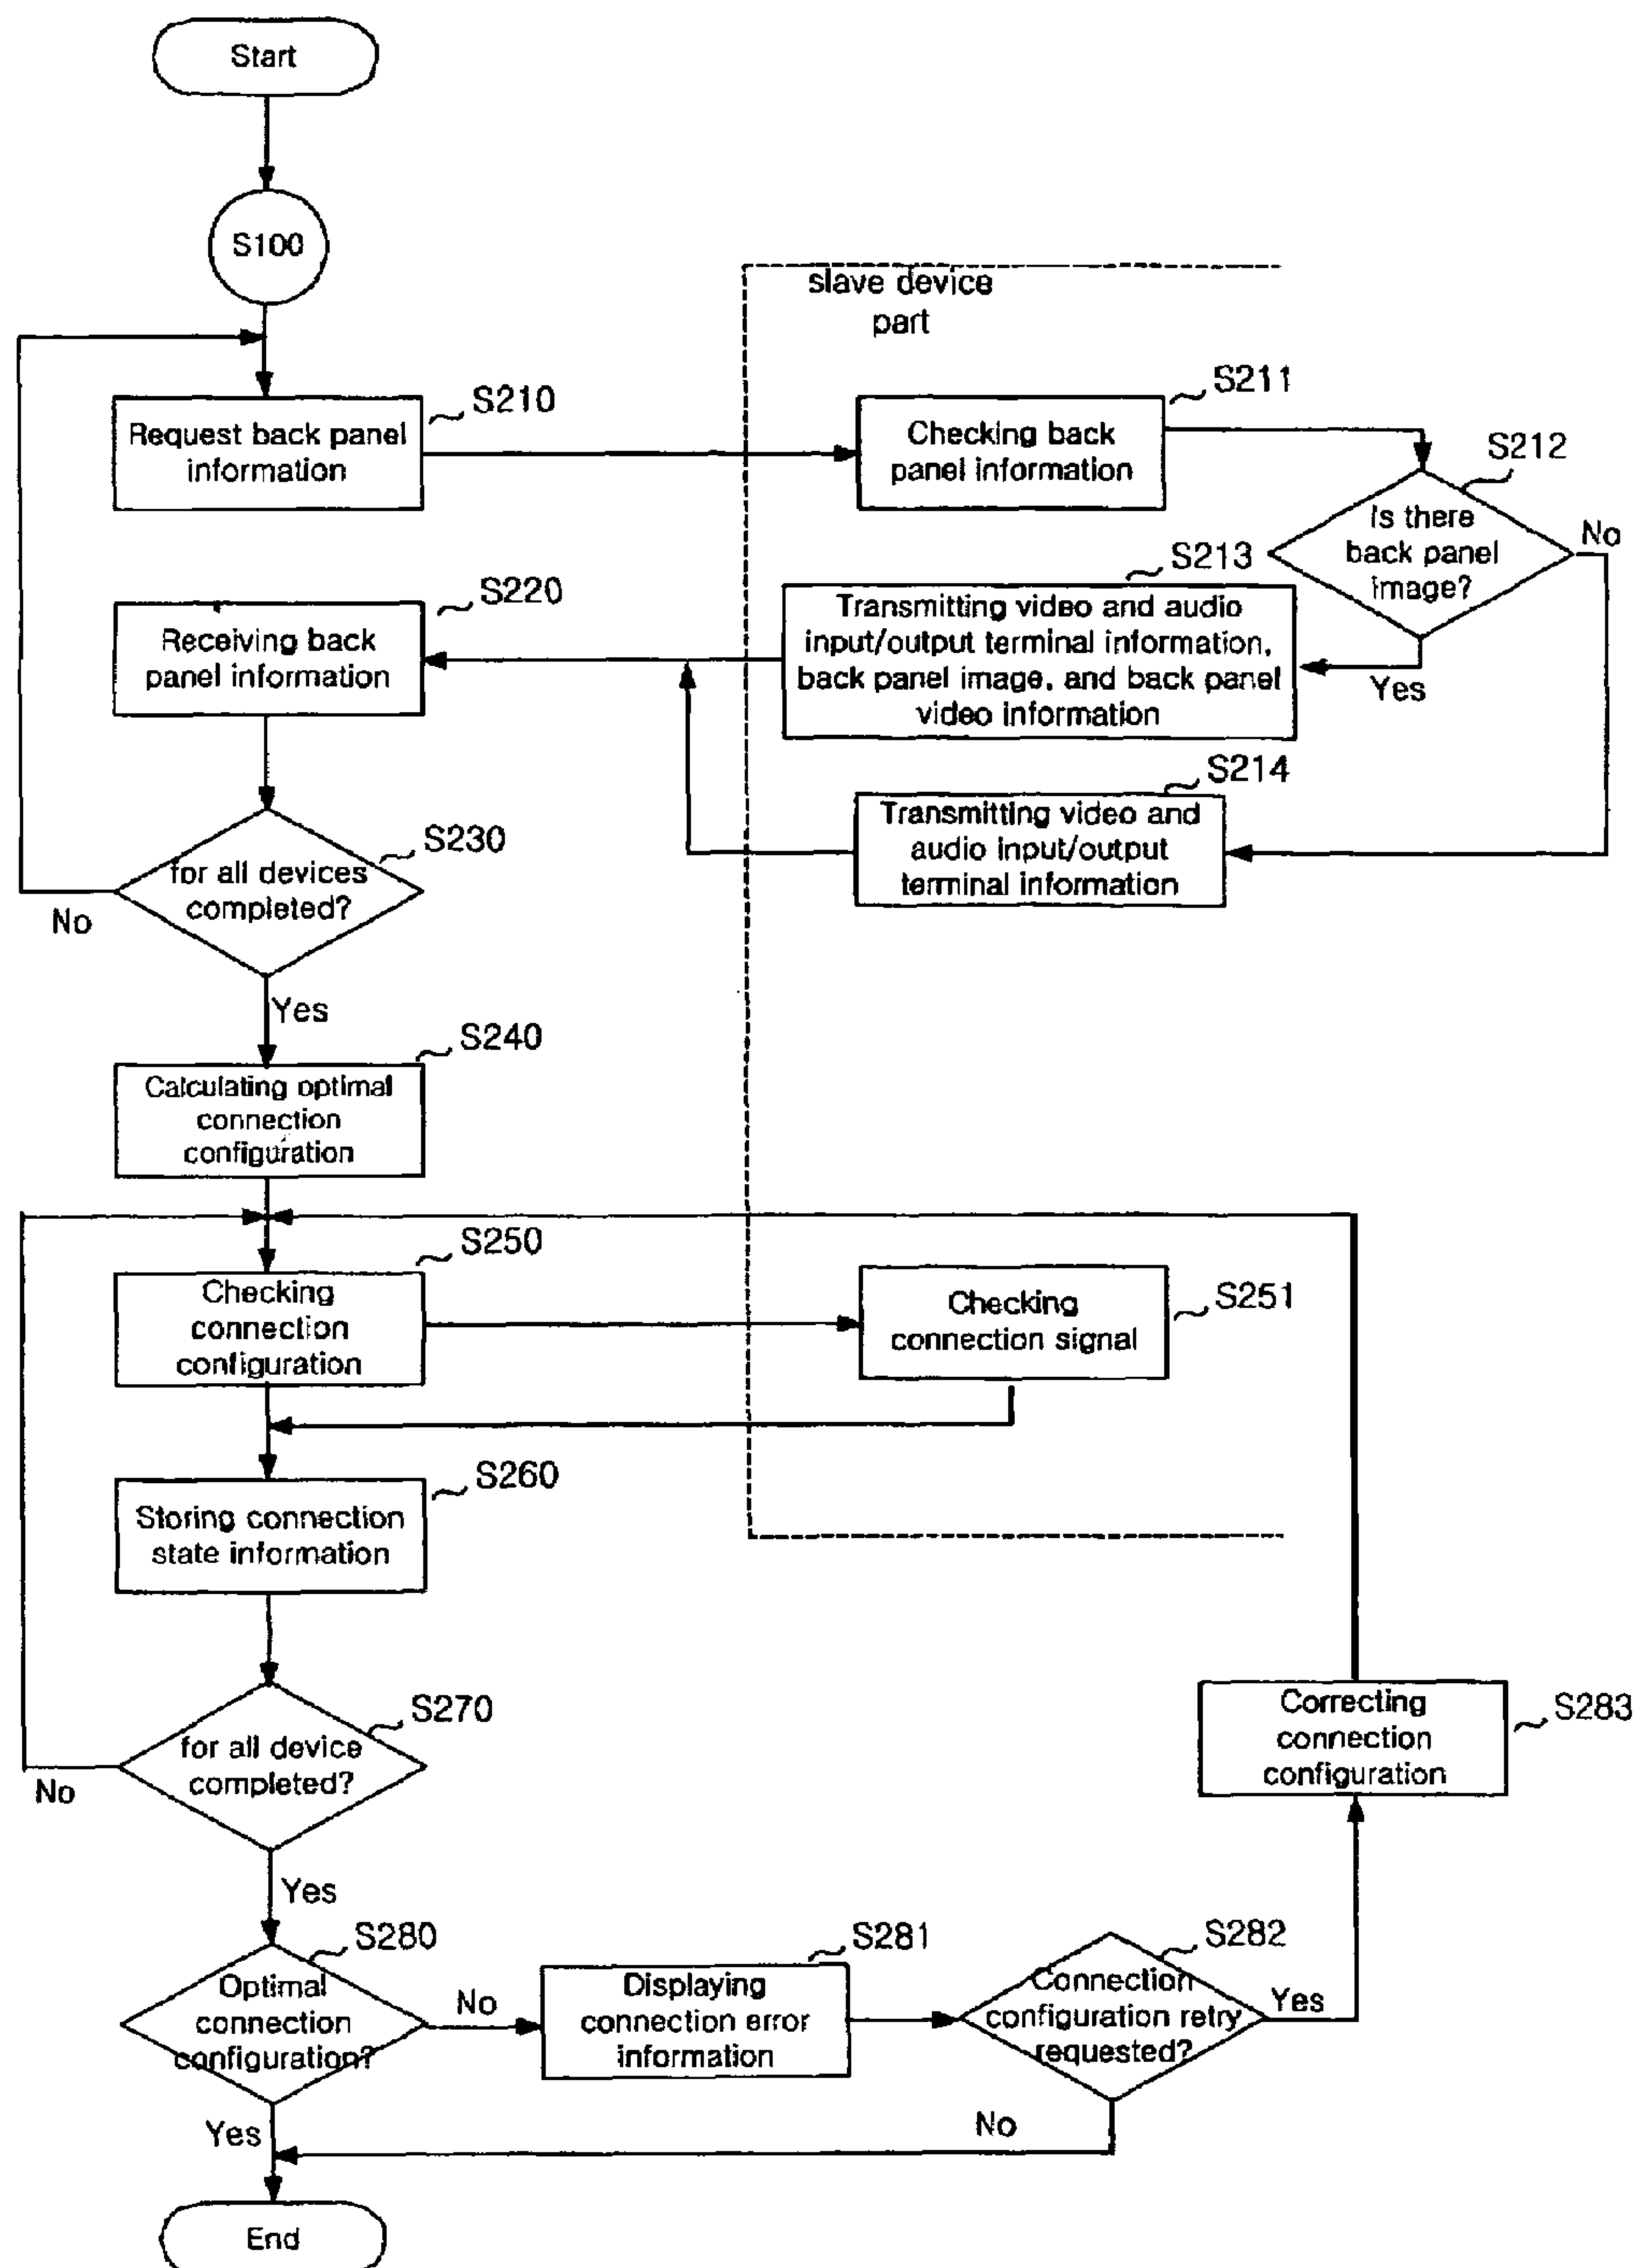 Start
S100
slave device
part
S210
Request back panel
information
S211
Checking back
panel information
S212
Is there
back panel
image?
No
Yes
S213
Transmitting video and audio
input/output terminal information,
back panel image, and back panel
video information
S220
Receiving back
panel information
S214
Transmitting video and
audio input/output
terminal information
S230
for all devices
completed?
No
Yes
S240
Calculating optimal
connection
configuration
S250
Checking
connection
configuration
S251
Checking
connection signal
S260
Storing connection
state information
S270
for all device
completed?
No
Yes
S283
Correcting
connection
configuration
S280
Optimal
connection
configuration?
No
S281
Displaying
connection error
information
S282
Connection
configuration retry
requested?
Yes
Yes
No
End